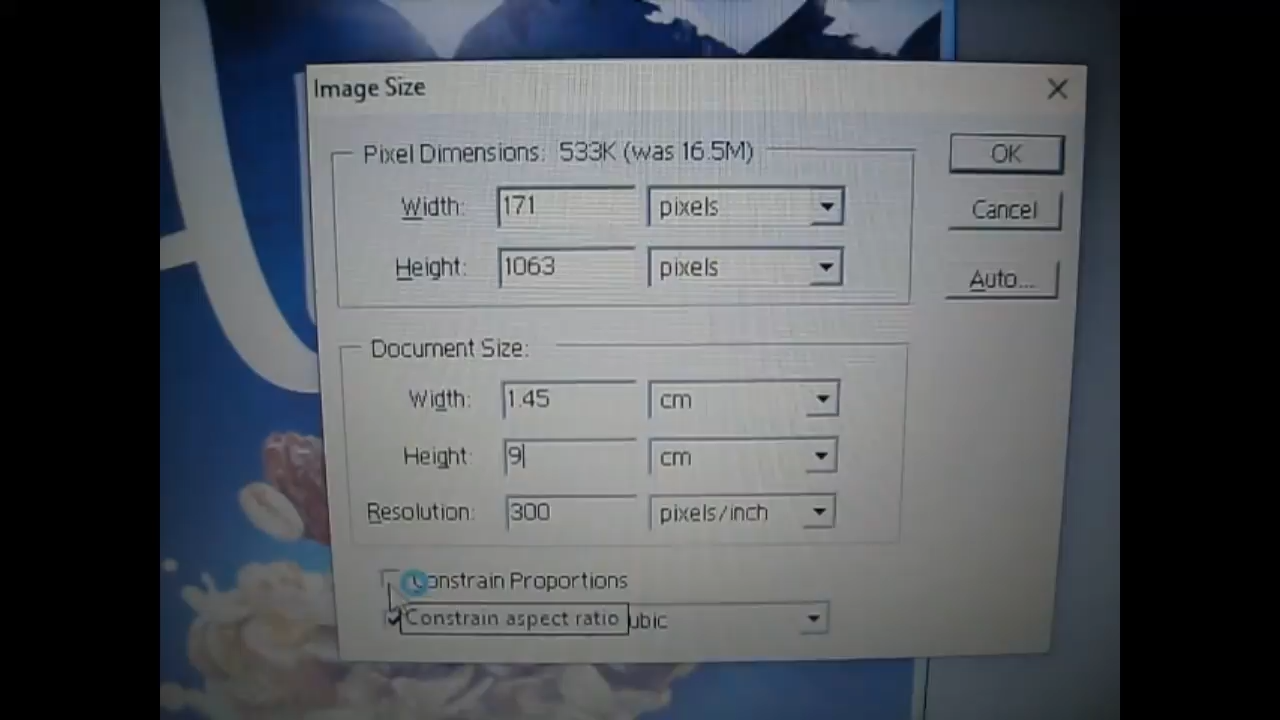 Image Size
Pixel Dimensions: 533K (was 16.5M)
OK
Width: 171 pixels
Cancel
Height: 1063 pixels
Auto...
Document Size:
Width: 1.45 cm
Height: 9 cm
Resolution: 300 pixels/inch
Constrain Proportions
Constrain aspect ratio ubic